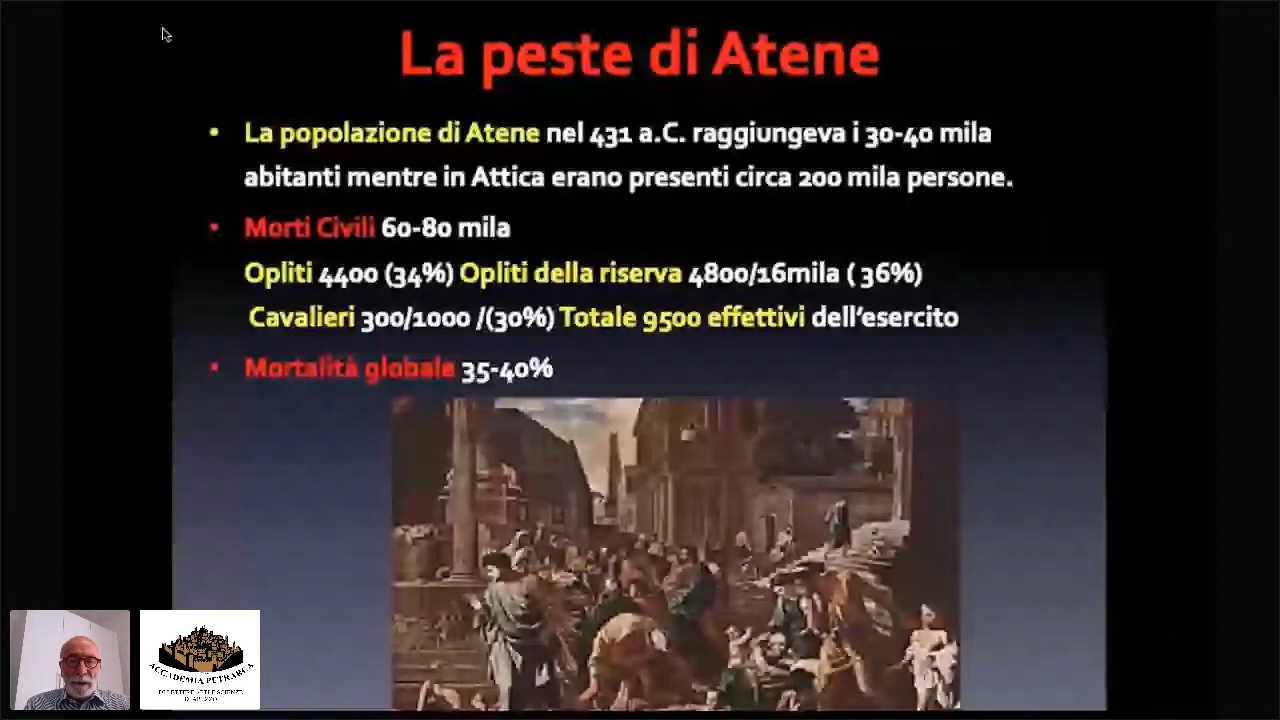 La peste di Atene
• La popolazione di Atene nel 431 a.C. raggiungeva i 30-40 mila
abitanti mentre in Attica erano presenti circa 200 mila persone.
• Morti Civili 60-80 mila
Opliti 4400 (34%) Opliti della riserva 4800/16mila ( 36%)
Cavalieri 300/1000 /(30%) Totale 9500 effettivi dell'esercito
• Mortalità globale 35-40%
ACCADEMIA PETRARCA